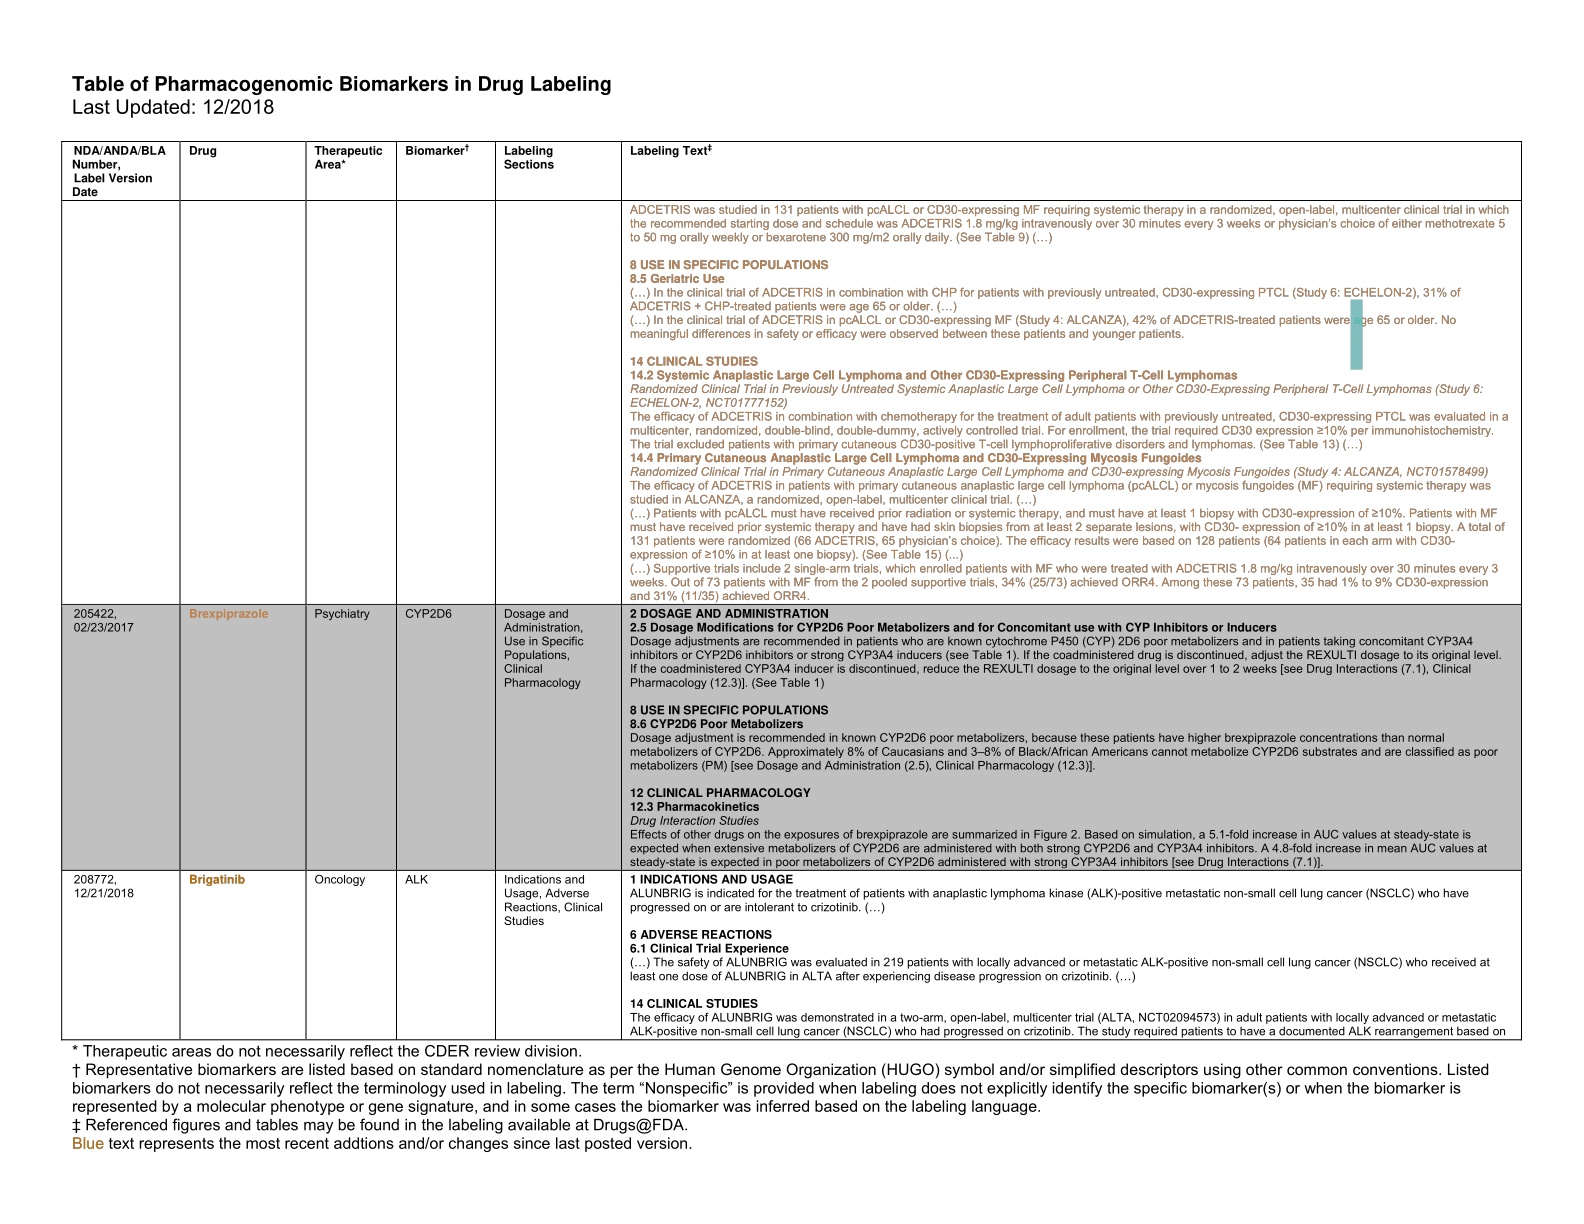 Table of Pharmacogenomic Biomarkers in Drug Labeling
Last Updated: 12/2018
NDA/ANDA/BLA Number, Label Version Date
Drug
Therapeutic Area*
Biomarker†
Labeling Sections
Labeling Text‡
ADCETRIS was studied in 131 patients with pcALCL or CD30-expressing MF requiring systemic therapy in a randomized, open-label, multicenter clinical trial in which
the recommended starting dose and schedule was ADCETRIS 1.8 mg/kg intravenously over 30 minutes every 3 weeks or physician's choice of either methotrexate 5
to 50 mg orally weekly or bexarotene 300 mg/m2 orally daily. (See Table 9) (…)
8 USE IN SPECIFIC POPULATIONS
8.5 Geriatric Use
(…) In the clinical trial of ADCETRIS in combination with CHP for patients with previously untreated, CD30-expressing PTCL (Study 6: ECHELON-2), 31% of
ADCETRIS + CHP-treated patients were age 65 or older. (…)
(…) In the clinical trial of ADCETRIS in pcALCL or CD30-expressing MF (Study 4: ALCANZA), 42% of ADCETRIS-treated patients were age 65 or older. No
meaningful differences in safety or efficacy were observed between these patients and younger patients.
14 CLINICAL STUDIES
14.2 Systemic Anaplastic Large Cell Lymphoma and Other CD30-Expressing Peripheral T-Cell Lymphomas
Randomized Clinical Trial in Previously Untreated Systemic Anaplastic Large Cell Lymphoma or Other CD30-Expressing Peripheral T-Cell Lymphomas (Study 6:
ECHELON-2, NCT01777152)
The efficacy of ADCETRIS in combination with chemotherapy for the treatment of adult patients with previously untreated, CD30-expressing PTCL was evaluated in a
multicenter, randomized, double-blind, double-dummy, actively controlled trial. For enrollment, the trial required CD30 expression ≥10% per immunohistochemistry.
The trial excluded patients with primary cutaneous CD30-positive T-cell lymphoproliferative disorders and lymphomas. (See Table 13) (…)
14.4 Primary Cutaneous Anaplastic Large Cell Lymphoma and CD30-Expressing Mycosis Fungoides
Randomized Clinical Trial in Primary Cutaneous Anaplastic Large Cell Lymphoma and CD30-expressing Mycosis Fungoides (Study 4: ALCANZA, NCT01578499)
The efficacy of ADCETRIS in patients with primary cutaneous anaplastic large cell lymphoma (pcALCL) or mycosis fungoides (MF) requiring systemic therapy was
studied in ALCANZA, a randomized, open-label, multicenter clinical trial. (…)
(…) Patients with pcALCL must have received prior radiation or systemic therapy, and must have at least 1 biopsy with CD30-expression of ≥10%. Patients with MF
must have received prior systemic therapy and have had skin biopsies from at least 2 separate lesions, with CD30- expression of ≥10% in at least 1 biopsy. A total of
131 patients were randomized (66 ADCETRIS, 65 physician's choice). The efficacy results were based on 128 patients (64 patients in each arm with CD30-
expression of ≥10% in at least one biopsy). (See Table 15) (...)
(…) Supportive trials include 2 single-arm trials, which enrolled patients with MF who were treated with ADCETRIS 1.8 mg/kg intravenously over 30 minutes every 3
weeks. Out of 73 patients with MF from the 2 pooled supportive trials, 34% (25/73) achieved ORR4. Among these 73 patients, 35 had 1% to 9% CD30-expression
and 31% (11/35) achieved ORR4.
205422,
02/23/2017
Brexpiprazole
Psychiatry
CYP2D6
Dosage and
Administration,
Use in Specific
Populations,
Clinical
Pharmacology
2 DOSAGE AND ADMINISTRATION
2.5 Dosage Modifications for CYP2D6 Poor Metabolizers and for Concomitant use with CYP Inhibitors or Inducers
Dosage adjustments are recommended in patients who are known cytochrome P450 (CYP) 2D6 poor metabolizers and in patients taking concomitant CYP3A4
inhibitors or CYP2D6 inhibitors or strong CYP3A4 inducers (see Table 1). If the coadministered drug is discontinued, adjust the REXULTI dosage to its original level.
If the coadministered CYP3A4 inducer is discontinued, reduce the REXULTI dosage to the original level over 1 to 2 weeks [see Drug Interactions (7.1), Clinical
Pharmacology (12.3)]. (See Table 1)
8 USE IN SPECIFIC POPULATIONS
8.6 CYP2D6 Poor Metabolizers
Dosage adjustment is recommended in known CYP2D6 poor metabolizers, because these patients have higher brexpiprazole concentrations than normal
metabolizers of CYP2D6. Approximately 8% of Caucasians and 3–8% of Black/African Americans cannot metabolize CYP2D6 substrates and are classified as poor
metabolizers (PM) [see Dosage and Administration (2.5), Clinical Pharmacology (12.3)].
12 CLINICAL PHARMACOLOGY
12.3 Pharmacokinetics
Drug Interaction Studies
Effects of other drugs on the exposures of brexpiprazole are summarized in Figure 2. Based on simulation, a 5.1-fold increase in AUC values at steady-state is
expected when extensive metabolizers of CYP2D6 are administered with both strong CYP2D6 and CYP3A4 inhibitors. A 4.8-fold increase in mean AUC values at
steady-state is expected in poor metabolizers of CYP2D6 administered with strong CYP3A4 inhibitors [see Drug Interactions (7.1)].
208772,
12/21/2018
Brigatinib
Oncology
ALK
Indications and
Usage, Adverse
Reactions, Clinical
Studies
1 INDICATIONS AND USAGE
ALUNBRIG is indicated for the treatment of patients with anaplastic lymphoma kinase (ALK)-positive metastatic non-small cell lung cancer (NSCLC) who have
progressed on or are intolerant to crizotinib. (…)
6 ADVERSE REACTIONS
6.1 Clinical Trial Experience
(…) The safety of ALUNBRIG was evaluated in 219 patients with locally advanced or metastatic ALK-positive non-small cell lung cancer (NSCLC) who received at
least one dose of ALUNBRIG in ALTA after experiencing disease progression on crizotinib. (…)
14 CLINICAL STUDIES
The efficacy of ALUNBRIG was demonstrated in a two-arm, open-label, multicenter trial (ALTA, NCT02094573) in adult patients with locally advanced or metastatic
ALK-positive non-small cell lung cancer (NSCLC) who had progressed on crizotinib. The study required patients to have a documented ALK rearrangement based on
* Therapeutic areas do not necessarily reflect the CDER review division.
† Representative biomarkers are listed based on standard nomenclature as per the Human Genome Organization (HUGO) symbol and/or simplified descriptors using other common conventions. Listed
biomarkers do not necessarily reflect the terminology used in labeling. The term “Nonspecific” is provided when labeling does not explicitly identify the specific biomarker(s) or when the biomarker is
represented by a molecular phenotype or gene signature, and in some cases the biomarker was inferred based on the labeling language.
‡ Referenced figures and tables may be found in the labeling available at Drugs@FDA.
Blue text represents the most recent addtions and/or changes since last posted version.